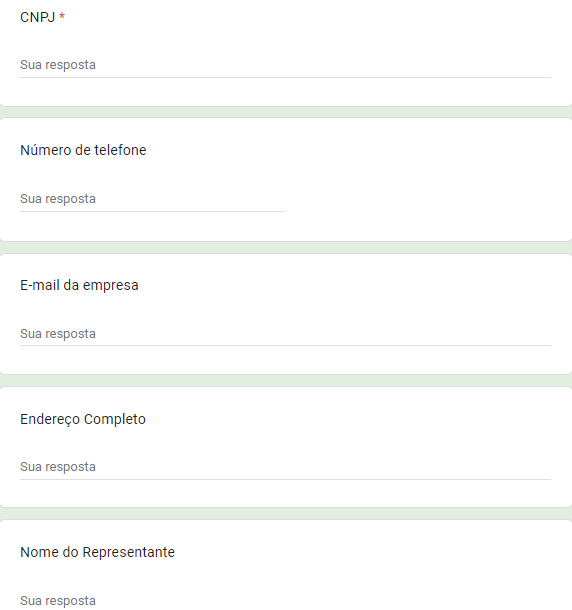 CNPJ *
Sua resposta
Número de telefone
Sua resposta
E-mail da empresa
Sua resposta
Endereço Completo
Sua resposta
Nome do Representante
Sua resposta